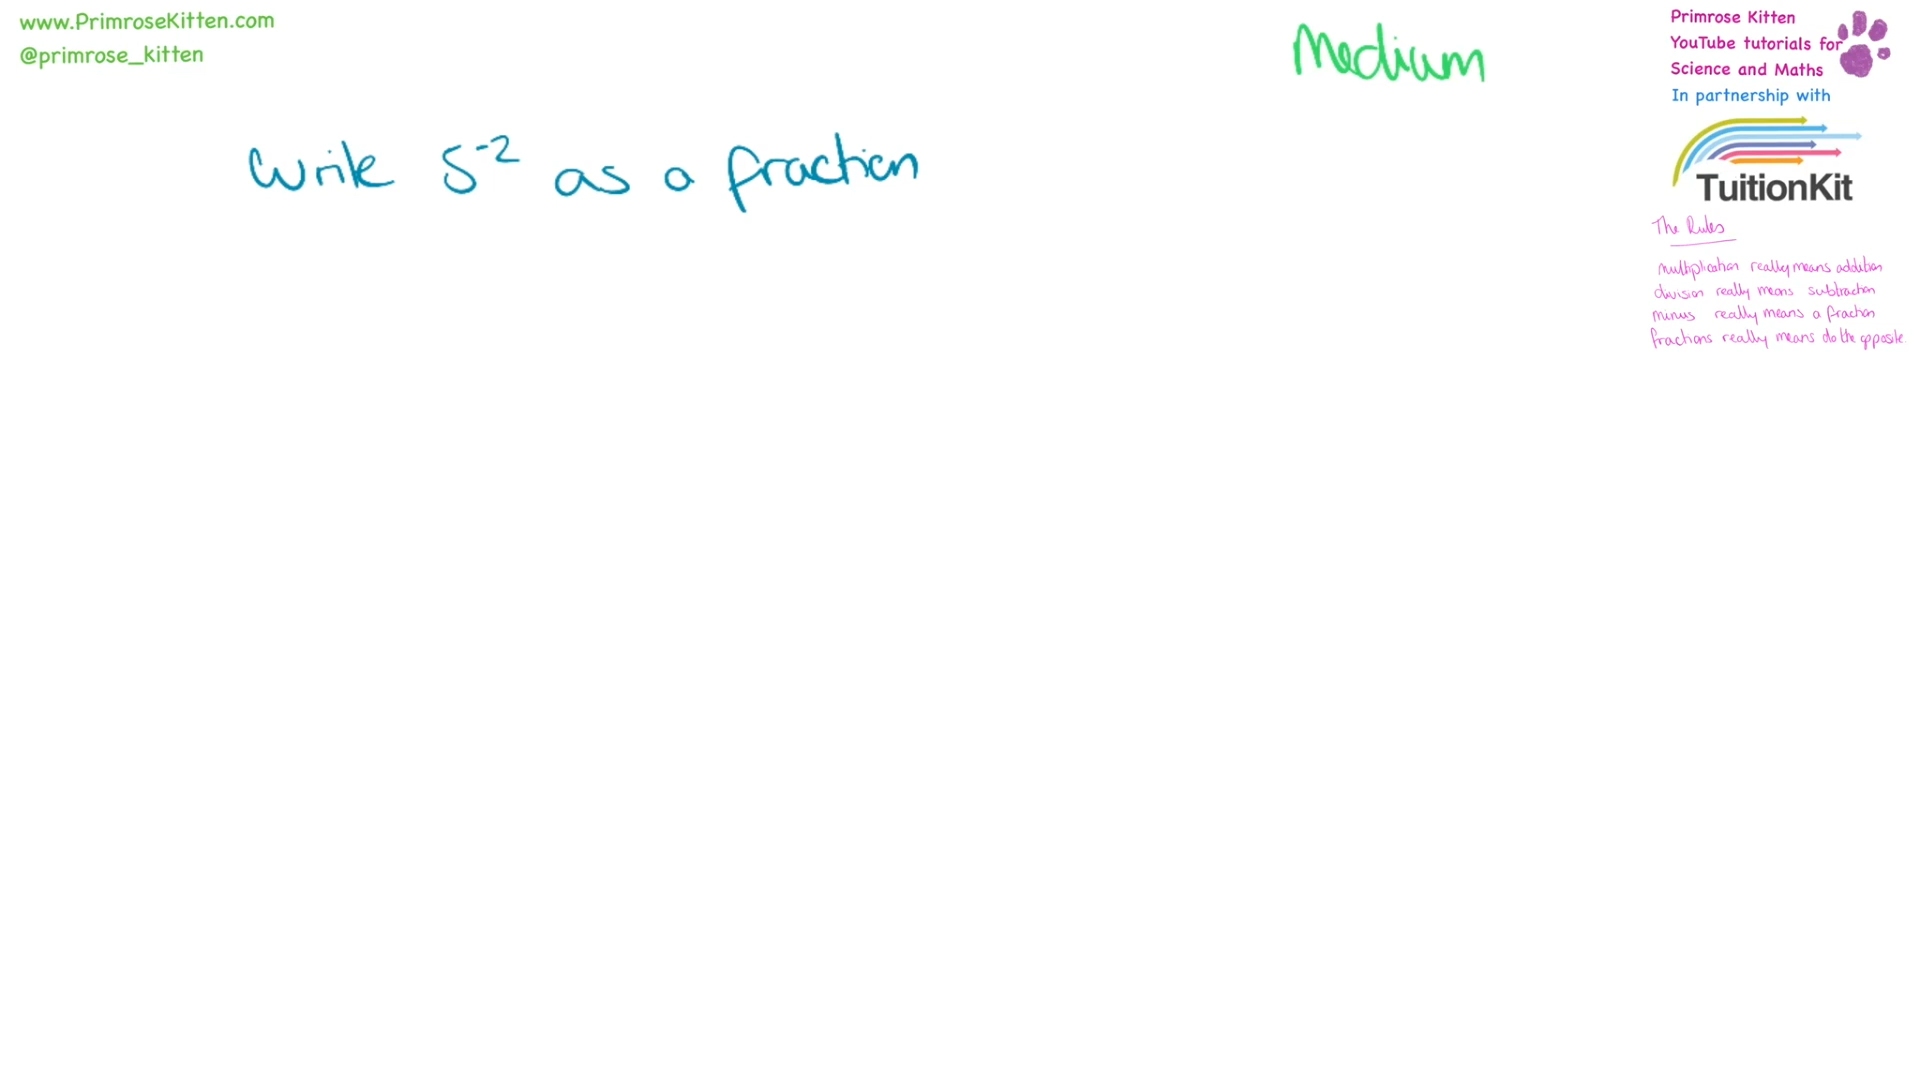 www.PrimroseKitten.com
@primrose_kitten
Medium
Primrose Kitten
YouTube tutorials for
Science and Maths
In partnership with
TuitionKit
Write 5⁻² as a fraction
The Rules
multiplication really means addition
division really means subtraction
minus really means a fraction
fractions really means do the opposite